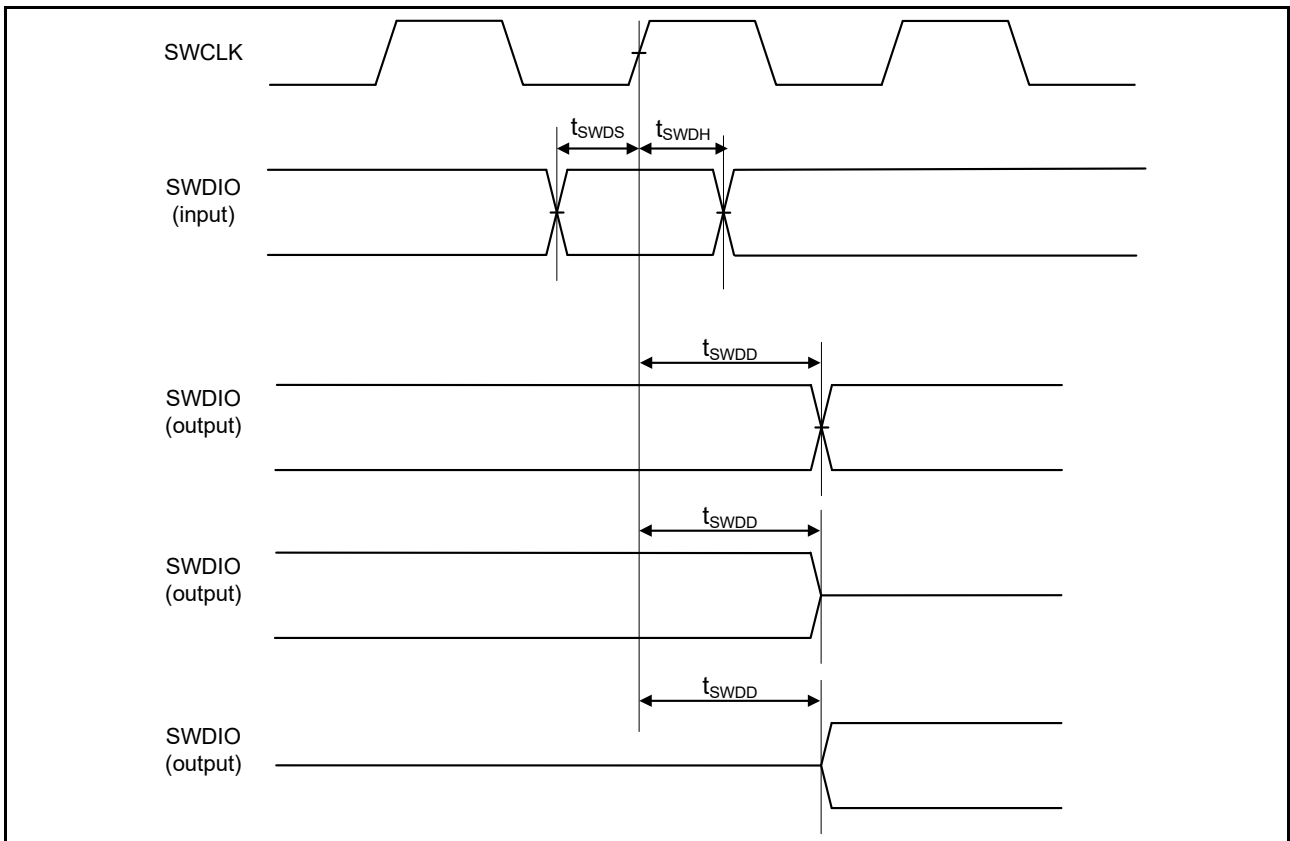 SWCLK
tSWDS
tSWDH
SWDIO
(input)
tSWDD
SWDIO
(output)
tSWDD
SWDIO
(output)
tSWDD
SWDIO
(output)